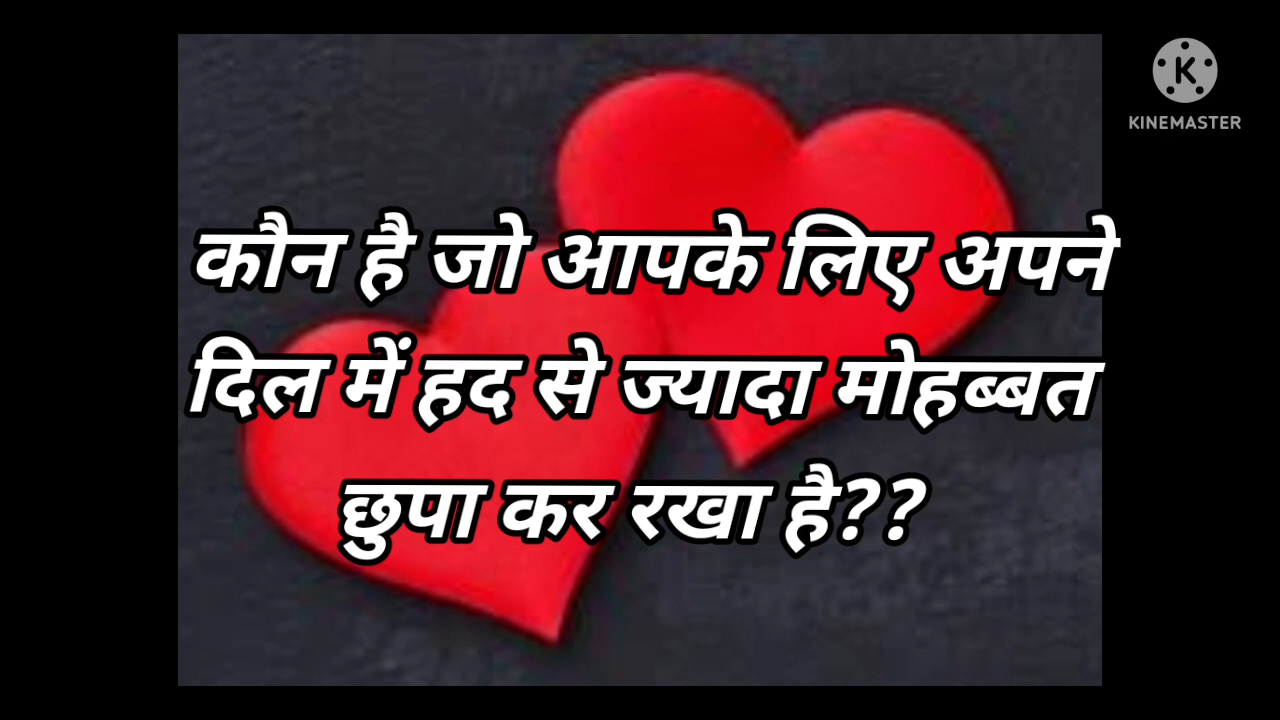 KINEMASTER
कौन है जो आपके लिए अपने
दिल में हद से ज्यादा मोहब्बत
छुपा कर रखा है??